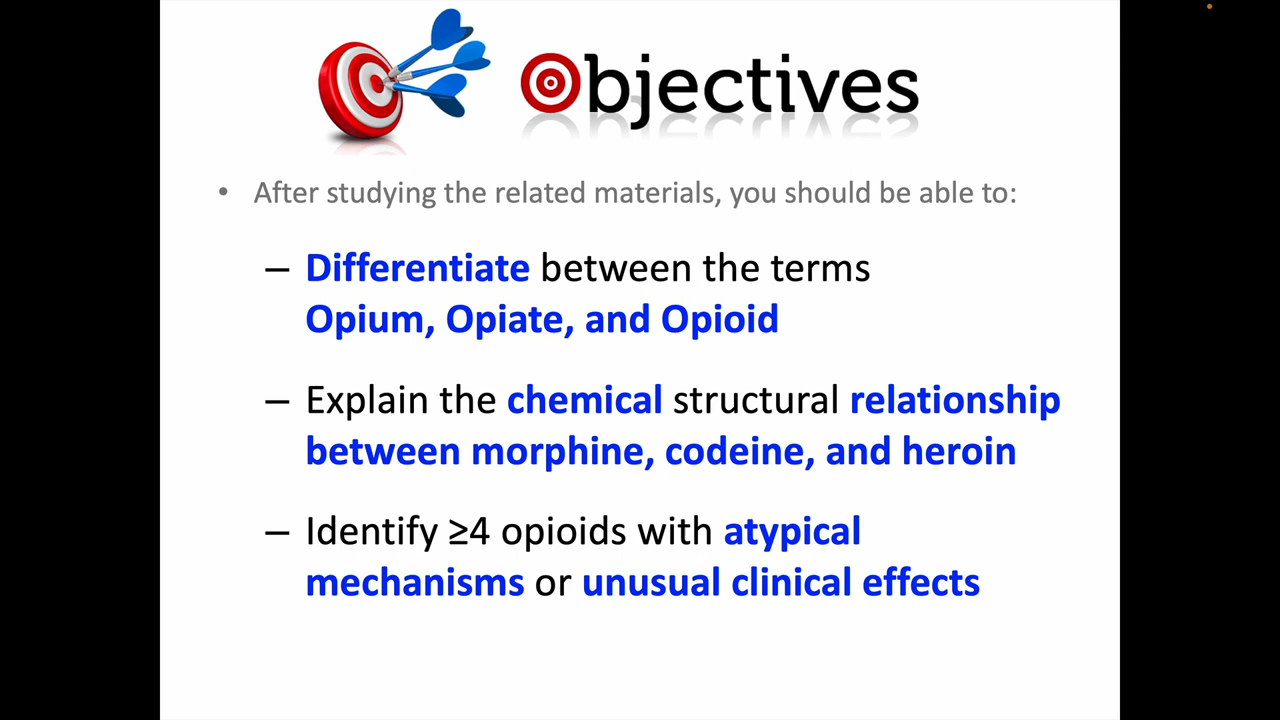 Objectives
• After studying the related materials, you should be able to:
– Differentiate between the terms
Opium, Opiate, and Opioid
– Explain the chemical structural relationship
between morphine, codeine, and heroin
– Identify ≥4 opioids with atypical
mechanisms or unusual clinical effects